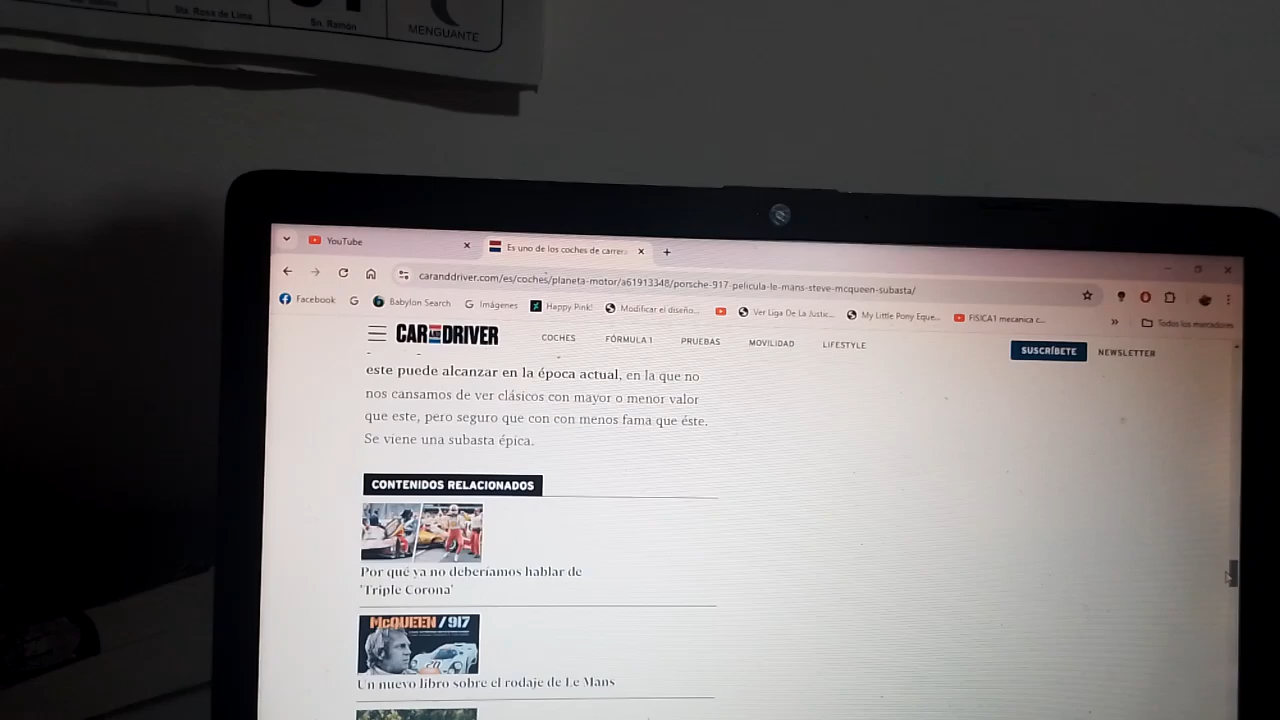 Sta. Rosa de Lima
Sn. Ramón
MENGUANTE
YouTube
Es uno de los coches de carrera
caranddriver.com/es/coches/planeta-motor/a61913348/porsche-917-pelicula-le-mans-steve-mcqueen-subasta/
Facebook
Babylon Search
Imágenes
Happy Pink!
Modificar el diseño...
Ver Liga De La Justic...
My Little Pony Eque...
FISICA1 mecanica c...
»
Todos los marcadores
CAR AND DRIVER
COCHES
FÓRMULA 1
PRUEBAS
MOVILIDAD
LIFESTYLE
SUSCRÍBETE
NEWSLETTER
este puede alcanzar en la época actual, en la que no
nos cansamos de ver clásicos con mayor o menor valor
que este, pero seguro que con con menos fama que éste.
Se viene una subasta épica.
CONTENIDOS RELACIONADOS
Por qué ya no deberíamos hablar de
'Triple Corona'
McQUEEN / 917
20
Un nuevo libro sobre el rodaje de Le Mans